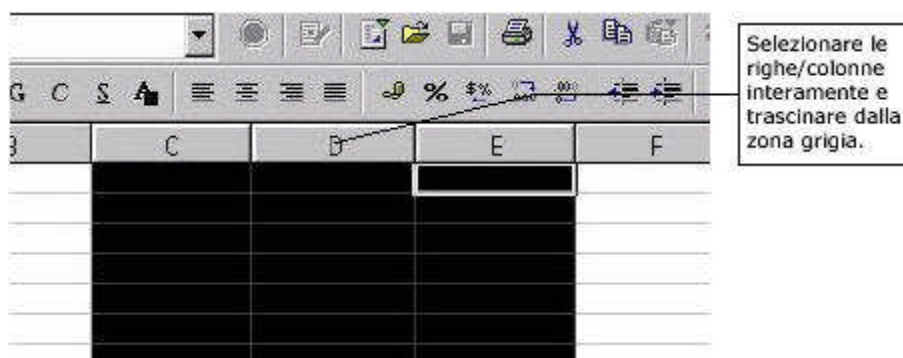 G C S A % $%
C D E F
Selezionare le
righe/colonne
interamente e
trascinare dalla
zona grigia.